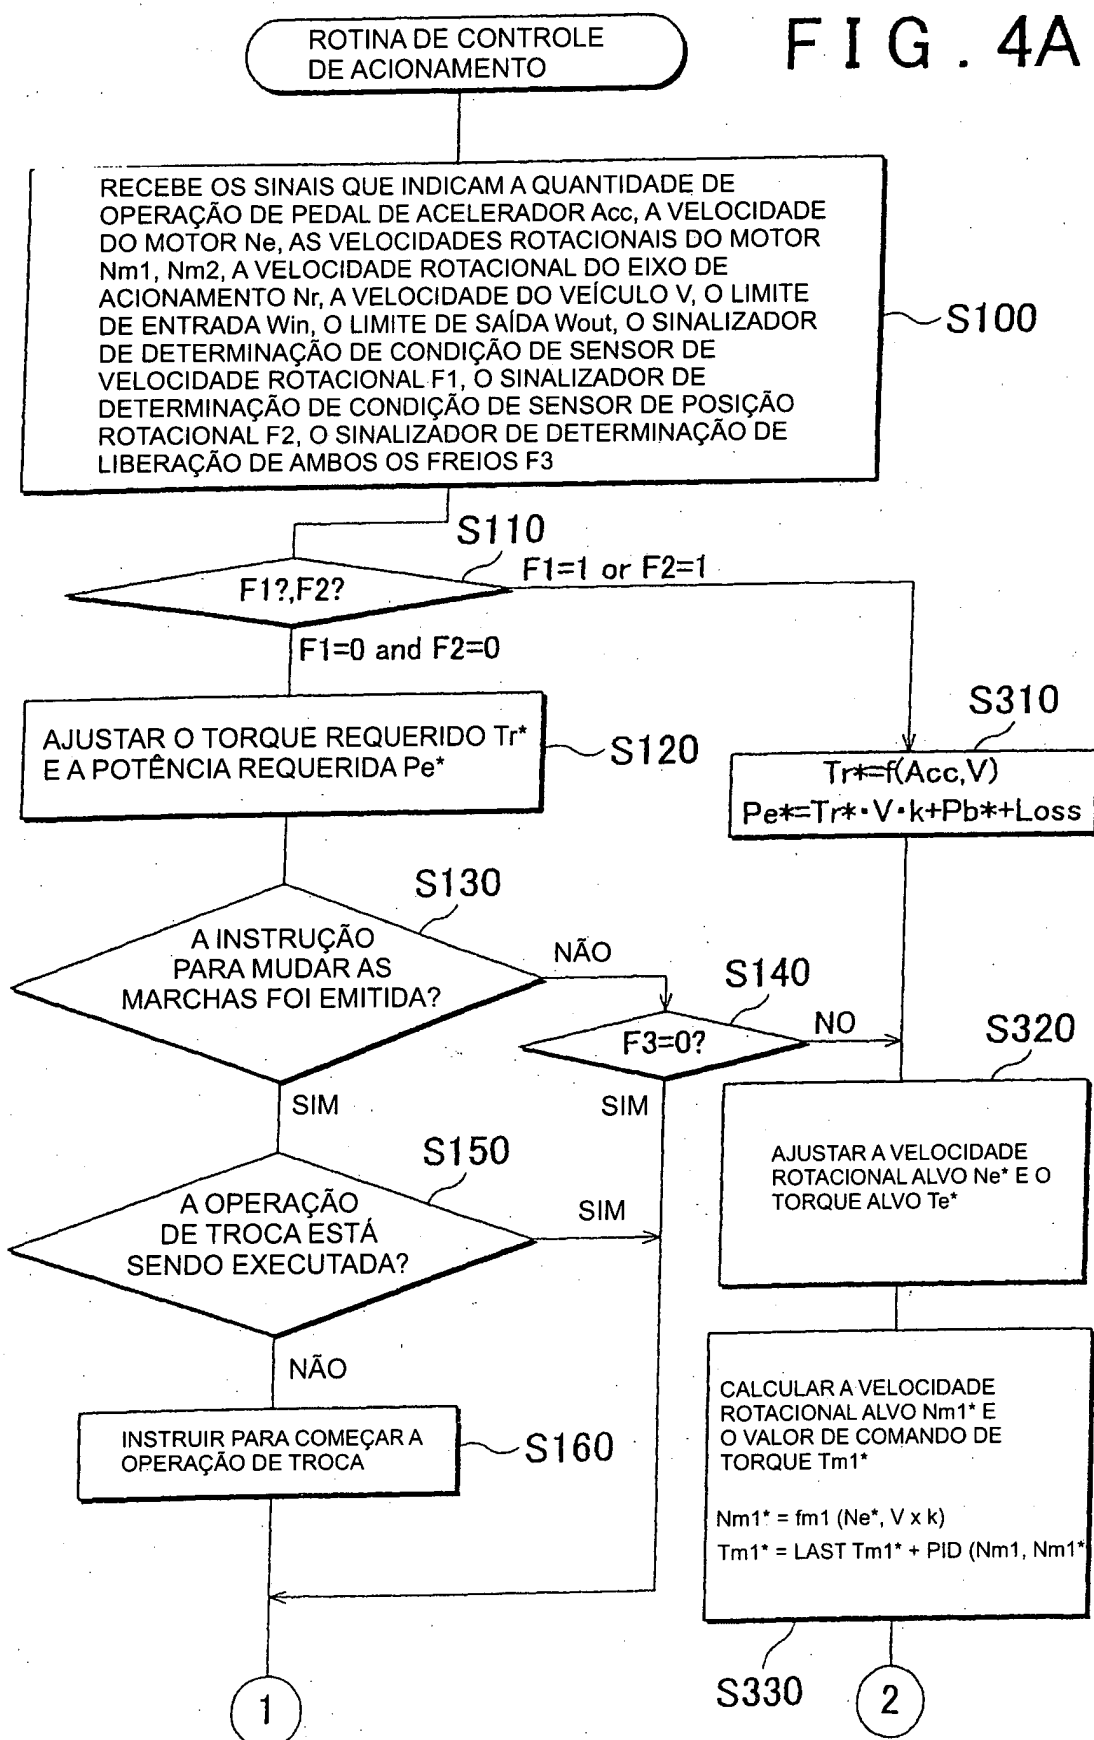 FIG. 4A
ROTINA DE CONTROLE
DE ACIONAMENTO
RECEBE OS SINAIS QUE INDICAM A QUANTIDADE DE
OPERAÇÃO DE PEDAL DE ACELERADOR Acc, A VELOCIDADE
DO MOTOR Ne, AS VELOCIDADES ROTACIONAIS DO MOTOR
Nm1, Nm2, A VELOCIDADE ROTACIONAL DO EIXO DE
ACIONAMENTO Nr, A VELOCIDADE DO VEÍCULO V, O LIMITE
DE ENTRADA Win, O LIMITE DE SAÍDA Wout, O SINALIZADOR
DE DETERMINAÇÃO DE CONDIÇÃO DE SENSOR DE
VELOCIDADE ROTACIONAL F1, O SINALIZADOR DE
DETERMINAÇÃO DE CONDIÇÃO DE SENSOR DE POSIÇÃO
ROTACIONAL F2, O SINALIZADOR DE DETERMINAÇÃO DE
LIBERAÇÃO DE AMBOS OS FREIOS F3
S100
S110
F1?,F2?
F1=1 or F2=1
F1=0 and F2=0
AJUSTAR O TORQUE REQUERIDO Tr*
E A POTÊNCIA REQUERIDA Pe*
S120
S310
Tr*=f(Acc,V)
Pe*=Tr*・V・k+Pb*+Loss
S130
A INSTRUÇÃO
PARA MUDAR AS
MARCHAS FOI EMITIDA?
NÃO
SIM
S140
F3=0?
NO
SIM
S320
AJUSTAR A VELOCIDADE
ROTACIONAL ALVO Ne* E O
TORQUE ALVO Te*
S150
A OPERAÇÃO
DE TROCA ESTÁ
SENDO EXECUTADA?
SIM
NÃO
INSTRUIR PARA COMEÇAR A
OPERAÇÃO DE TROCA
S160
CALCULAR A VELOCIDADE
ROTACIONAL ALVO Nm1* E
O VALOR DE COMANDO DE
TORQUE Tm1*
Nm1* = fm1 (Ne*, V x k)
Tm1* = LAST Tm1* + PID (Nm1, Nm1*
S330
1
2